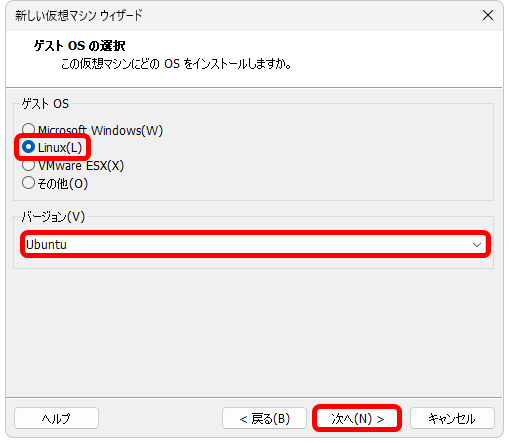 新しい仮想マシン ウィザード
ゲスト OS の選択
この仮想マシンにどの OS をインストールしますか。
ゲスト OS
Microsoft Windows(W)
Linux(L)
VMware ESX(X)
その他(O)
バージョン(V)
Ubuntu
ヘルプ
< 戻る(B)
次へ(N) >
キャンセル